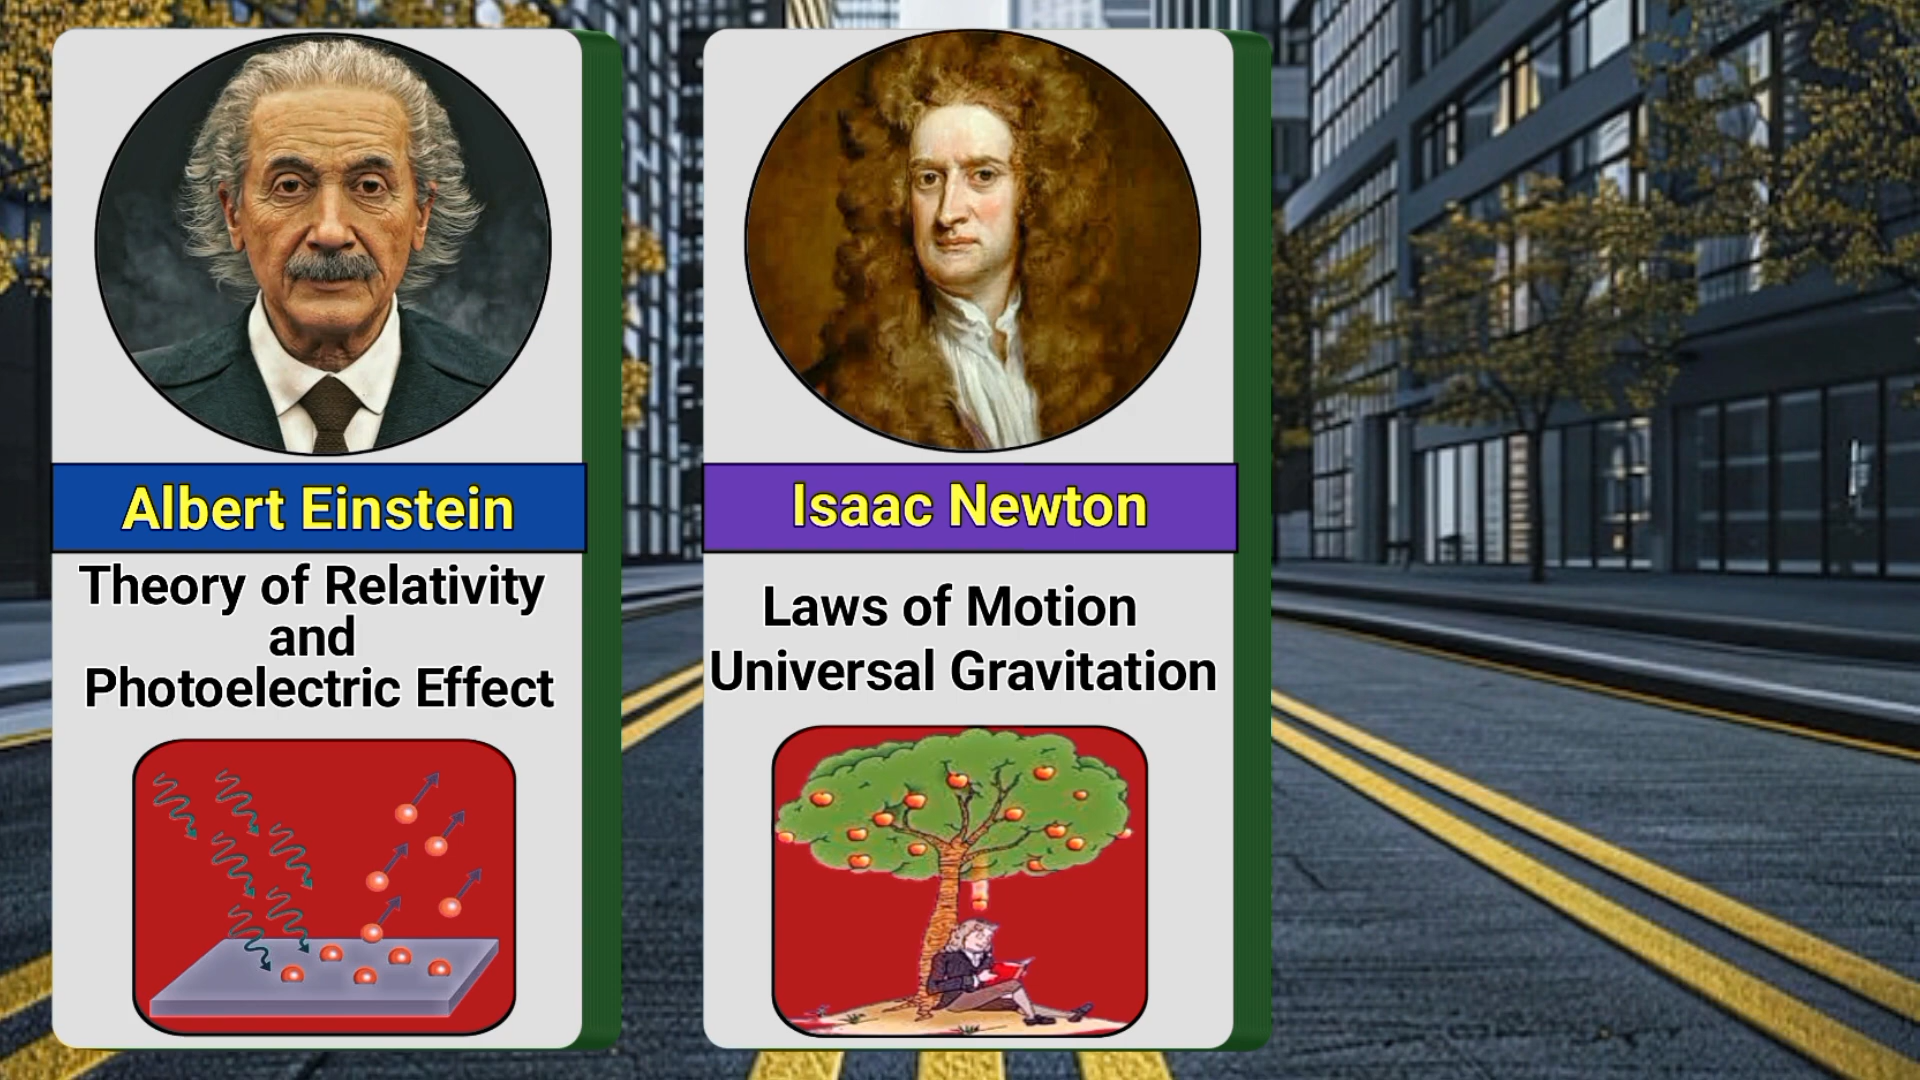 Albert Einstein
Theory of Relativity
and
Photoelectric Effect
Isaac Newton
Laws of Motion
Universal Gravitation